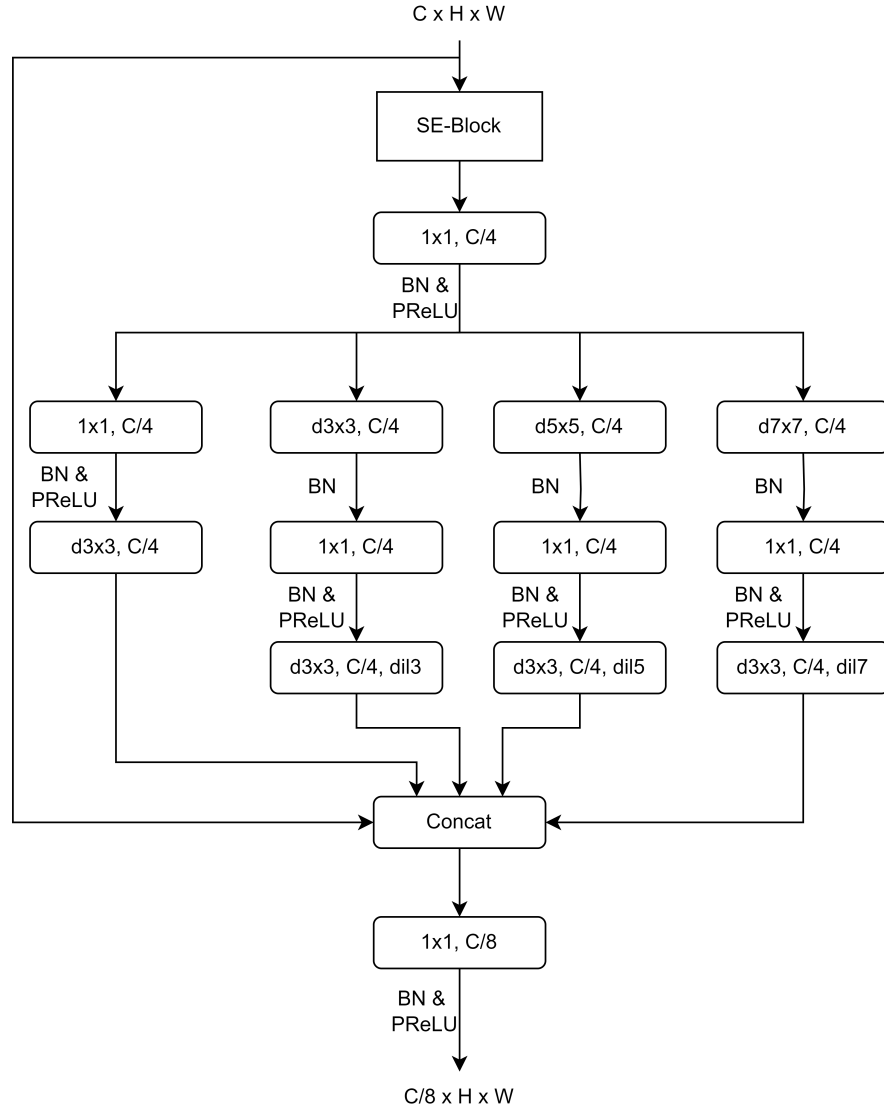 C x H x W
SE-Block
1x1, C/4
BN &
PReLU
1x1, C/4
d3x3, C/4
d5x5, C/4
d7x7, C/4
BN &
PReLU
BN
BN
BN
d3x3, C/4
1x1, C/4
1x1, C/4
1x1, C/4
BN &
PReLU
BN &
PReLU
BN &
PReLU
d3x3, C/4, dil3
d3x3, C/4, dil5
d3x3, C/4, dil7
Concat
1x1, C/8
BN &
PReLU
C/8 x H x W